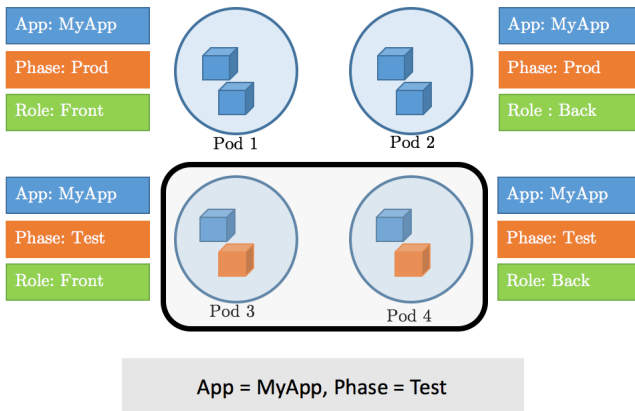 App: MyApp
Phase: Prod
Role: Front
Pod 1
Pod 2
App: MyApp
Phase: Prod
Role : Back
App: MyApp
Phase: Test
Role: Front
Pod 3
Pod 4
App: MyApp
Phase: Test
Role: Back
App = MyApp, Phase = Test